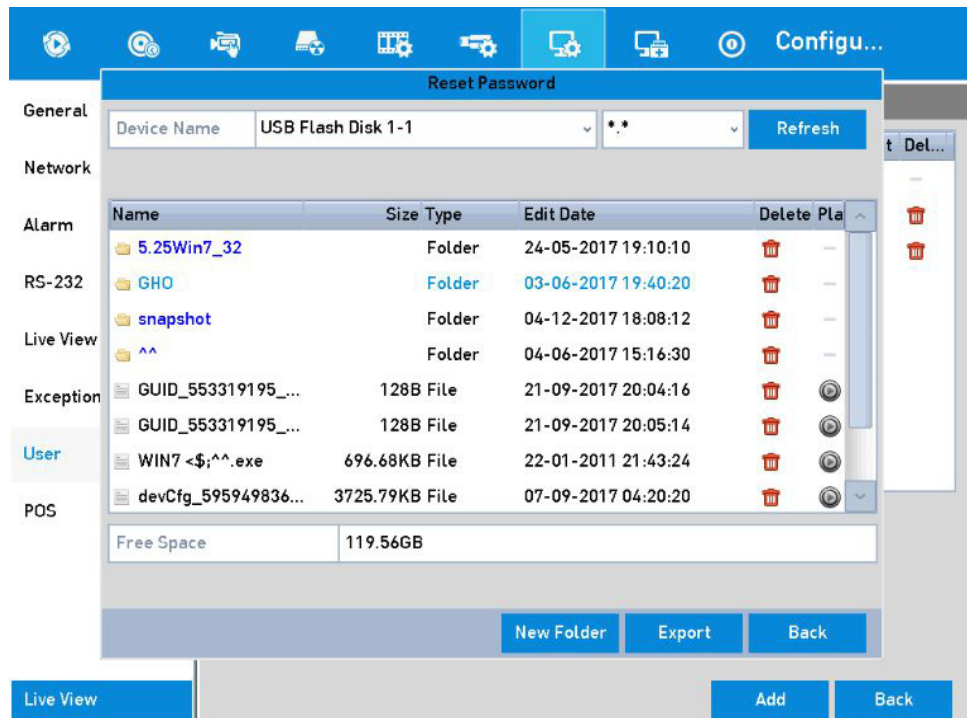 Configu...
Reset Password
General
Device Name USB Flash Disk 1-1 *.* Refresh
t Del...
Network
Name Size Type Edit Date Delete Pla
Alarm
5.25Win7_32 Folder 24-05-2017 19:10:10
RS-232
GHO Folder 03-06-2017 19:40:20
snapshot Folder 04-12-2017 18:08:12
Live View
^^ Folder 04-06-2017 15:16:30
Exception
GUID_553319195_... 128B File 21-09-2017 20:04:16
GUID_553319195_... 128B File 21-09-2017 20:05:14
User
WIN7 <$;^^.exe 696.68KB File 22-01-2011 21:43:24
devCfg_595949836... 3725.79KB File 07-09-2017 04:20:20
POS
Free Space 119.56GB
New Folder Export Back
Live View Add Back